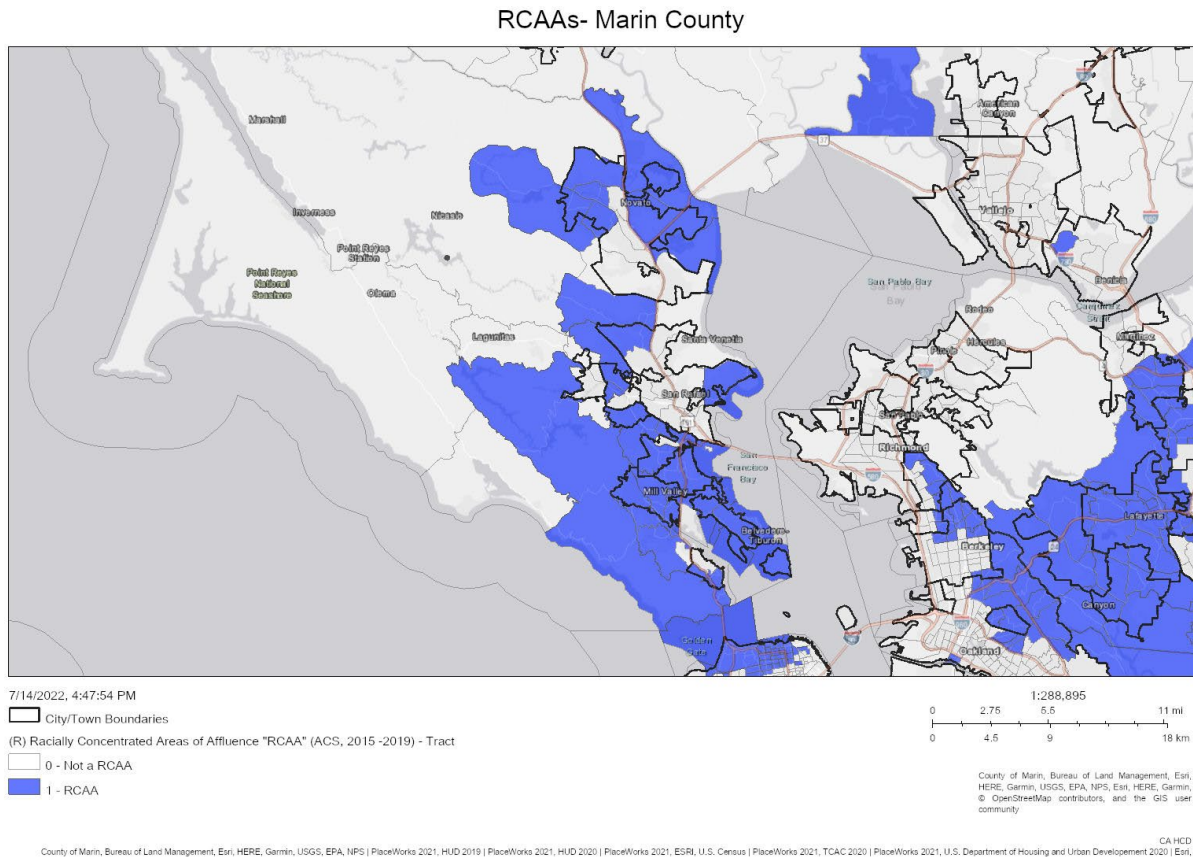 RCAAs- Marin County
American
Canyon
Marshall
37
Novato
Vallejo
Inverness
Nicasio
Point Reyes
Station
Point Reyes
National
Seashore
Olema
San Pablo Bay
Bay
Benicia
Rodeo
Strait
Lagunitas
Santa Venetia
Pinole
Hercules
Martinez
San Rafael
San Pablo
Richmond
San
Francisco
Bay
Mill Valley
Belvedere-
Tiburon
Lafayette
Berkeley
24
Canyon
Golden
Gate
Oakland
7/14/2022, 4:47:54 PM
City/Town Boundaries
(R) Racially Concentrated Areas of Affluence "RCAA" (ACS, 2015 -2019) - Tract
0 - Not a RCAA
1 - RCAA
1:288,895
0 2.75 5.5 11 mi
0 4.5 9 18 km
County of Marin, Bureau of Land Management, Esri,
HERE, Garmin, USGS, EPA, NPS, Esri, HERE, Garmin,
© OpenStreetMap contributors, and the GIS user
community
CA HCD
County of Marin, Bureau of Land Management, Esri, HERE, Garmin, USGS, EPA, NPS | PlaceWorks 2021, HUD 2019 | PlaceWorks 2021, HUD 2020 | PlaceWorks 2021, ESRI, U.S. Census | PlaceWorks 2021, TCAC 2020 | PlaceWorks 2021, U.S. Department of Housing and Urban Developement 2020 | Esri,